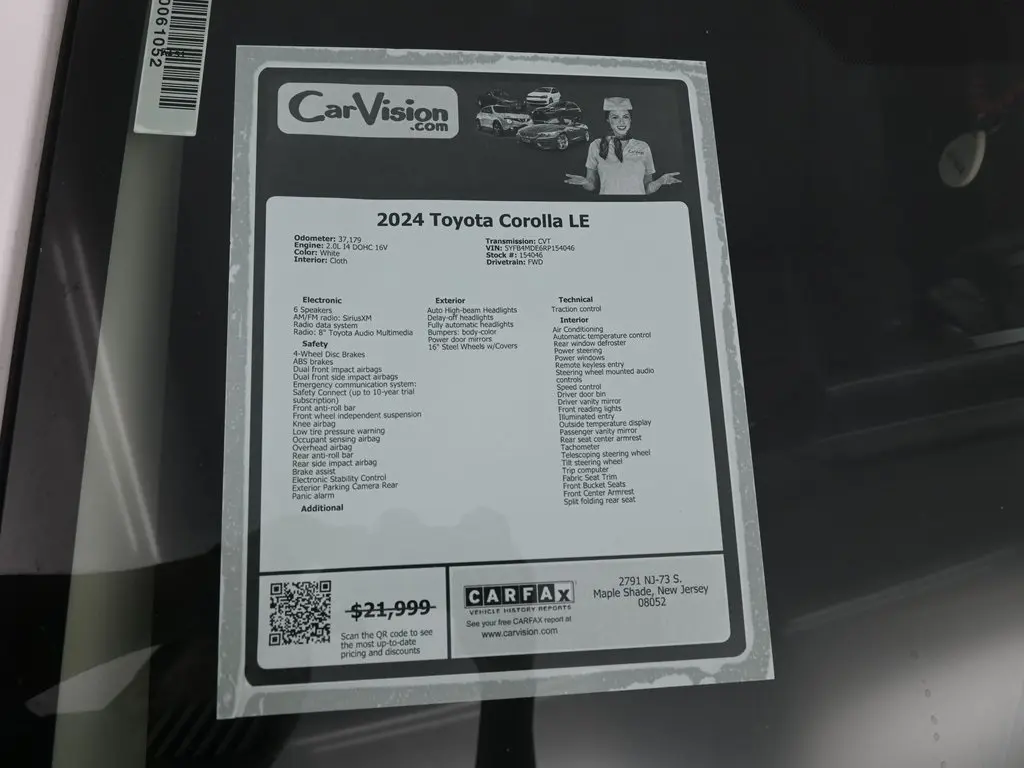 0061052
CarVision
.com
2024 Toyota Corolla LE
Odometer: 37,179
Engine: 2.0L I4 DOHC 16V
Color: White
Interior: Cloth
Transmission: CVT
VIN: 5YFB4MDE6RP154046
Stock #: 154046
Drivetrain: FWD
Electronic
6 Speakers
AM/FM radio: SiriusXM
Radio data system
Radio: 8" Toyota Audio Multimedia
Safety
4-Wheel Disc Brakes
ABS brakes
Dual front impact airbags
Dual front side impact airbags
Emergency communication system:
Safety Connect (up to 10-year trial
subscription)
Front anti-roll bar
Front wheel independent suspension
Knee airbag
Low tire pressure warning
Occupant sensing airbag
Overhead airbag
Rear anti-roll bar
Rear side impact airbag
Brake assist
Electronic Stability Control
Exterior Parking Camera Rear
Panic alarm
Additional
Exterior
Auto High-beam Headlights
Delay-off headlights
Fully automatic headlights
Bumpers: body-color
Power door mirrors
16" Steel Wheels w/Covers
Technical
Traction control
Interior
Air Conditioning
Automatic temperature control
Rear window defroster
Power steering
Power windows
Remote keyless entry
Steering wheel mounted audio
controls
Speed control
Driver door bin
Driver vanity mirror
Front reading lights
Illuminated entry
Outside temperature display
Passenger vanity mirror
Rear seat center armrest
Tachometer
Telescoping steering wheel
Tilt steering wheel
Trip computer
Fabric Seat Trim
Front Bucket Seats
Front Center Armrest
Split folding rear seat
$21,999
Scan the QR code to see
the most up-to-date
pricing and discounts
CARFAX
VEHICLE HISTORY REPORTS
See your free CARFAX report at
www.carvision.com
2791 NJ-73 S.
Maple Shade, New Jersey
08052